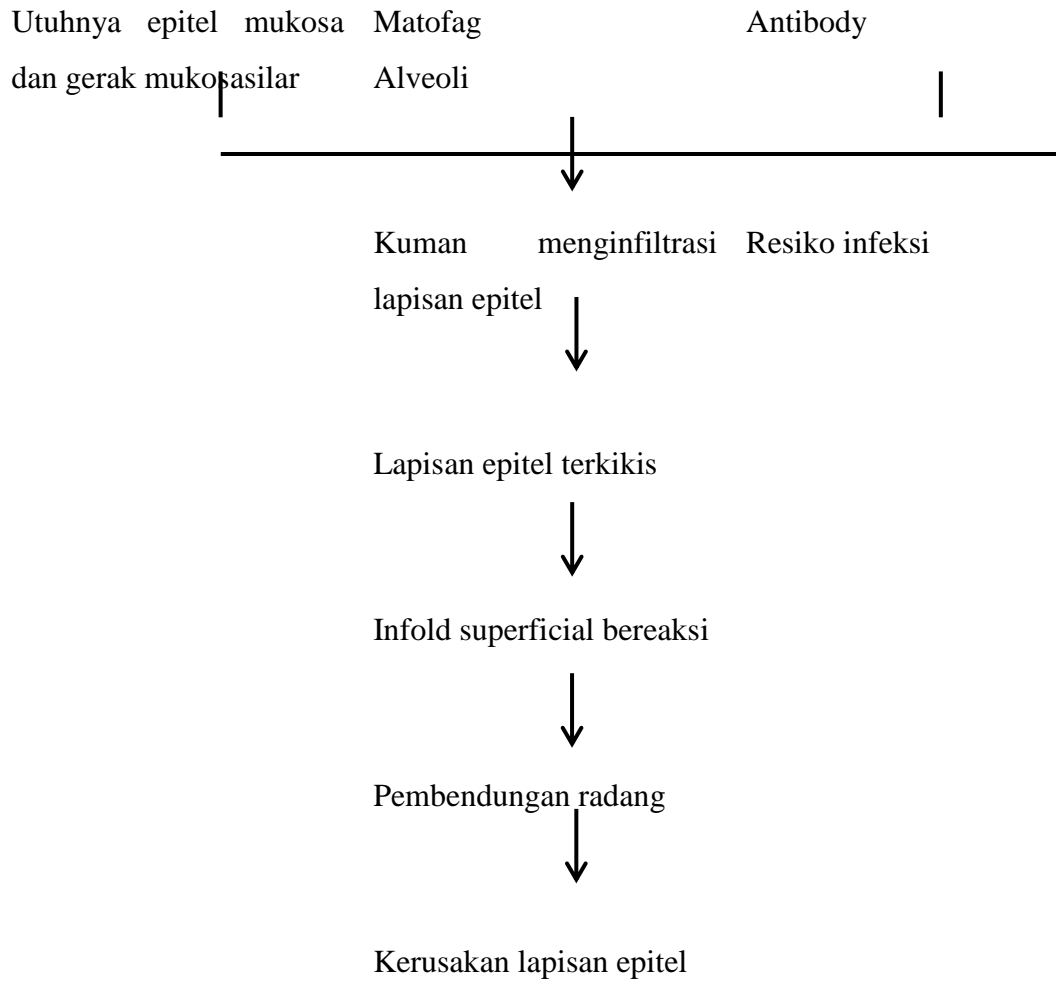 Utuhnya epitel mukosa
dan gerak mukosasilar
Matofag
Alveoli
Antibody
Kuman menginfiltrasi
lapisan epitel
Resiko infeksi
Lapisan epitel terkikis
Infold superficial bereaksi
Pembendungan radang
Kerusakan lapisan epitel